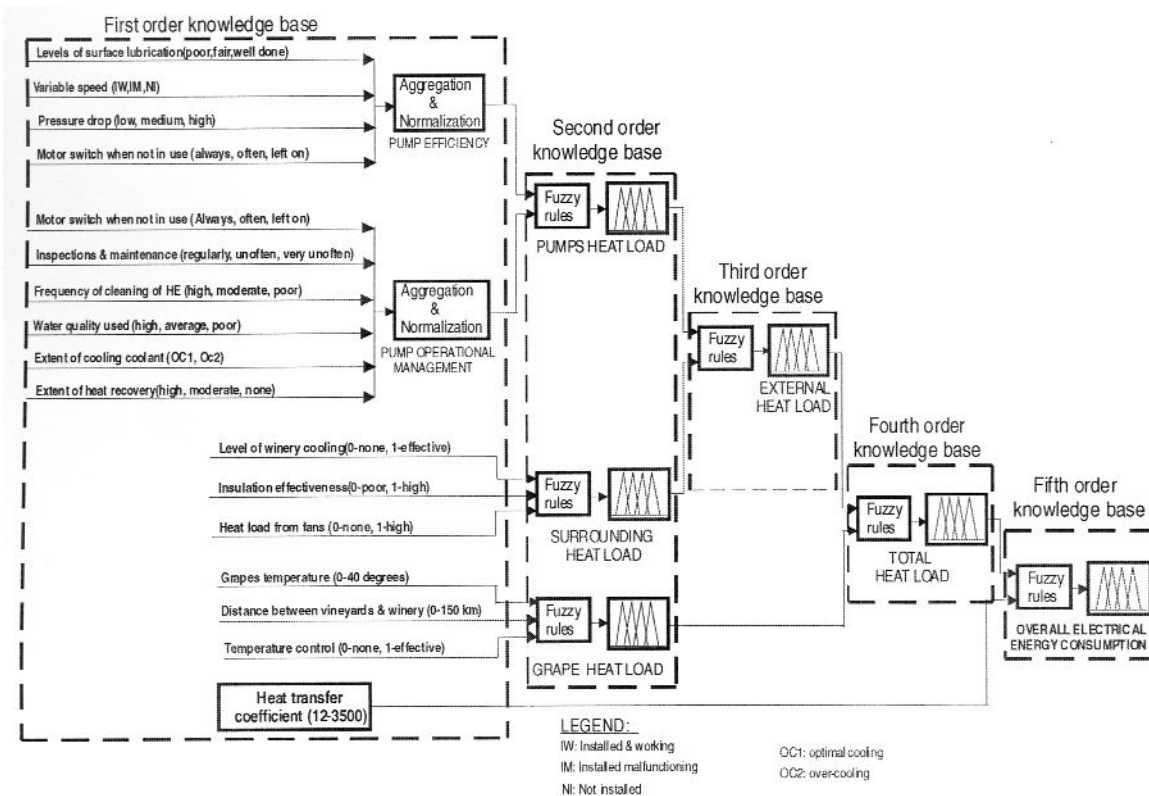 First order knowledge base
Levels of surface lubrication(poor,fair,well done)
Variable speed (IW,IM,NI)
Pressure drop (low, medium, high)
Motor switch when not in use (always, often, left on)
Aggregation
&
Normalization
PUMP EFFICIENCY
Motor switch when not in use (Always, often, left on)
Inspections & maintenance (regularly, unoften, very unoften)
Frequency of cleaning of HE (high, moderate, poor)
Water quality used (high, average, poor)
Extent of cooling coolant (OC1, Oc2)
Extent of heat recovery(high, moderate, none)
Aggregation
&
Normalization
PUMP OPERATIONAL
MANAGEMENT
Level of winery cooling(0-none, 1-effective)
Insulation effectiveness(0-poor, 1-high)
Heat load from fans (0-none, 1-high)
Grapes temperature (0-40 degrees)
Distance between vineyards & winery (0-150 km)
Temperature control (0-none, 1-effective)
Heat transfer
coefficient (12-3500)
Second order
knowledge base
Fuzzy
rules
PUMPS HEAT LOAD
Fuzzy
rules
SURROUNDING
HEAT LOAD
Fuzzy
rules
GRAPE HEAT LOAD
Third order
knowledge base
Fuzzy
rules
EXTERNAL
HEAT LOAD
Fourth order
knowledge base
Fuzzy
rules
TOTAL
HEAT LOAD
Fifth order
knowledge base
Fuzzy
rules
OVERALL ELECTRICAL
ENERGY CONSUMPTION
LEGEND:
IW: Installed & working
IM: Installed malfunctioning
NI: Not installed
OC1: optimal cooling
OC2: over-cooling